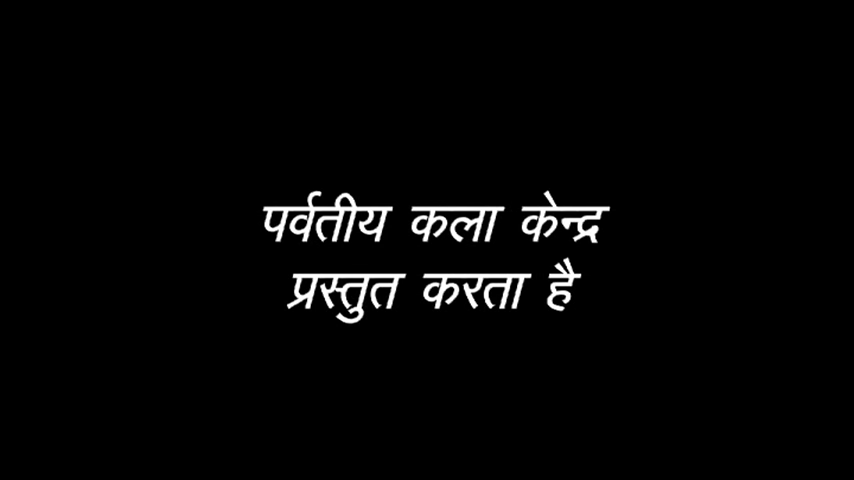 पर्वतीय कला केन्द्र
प्रस्तुत करता है